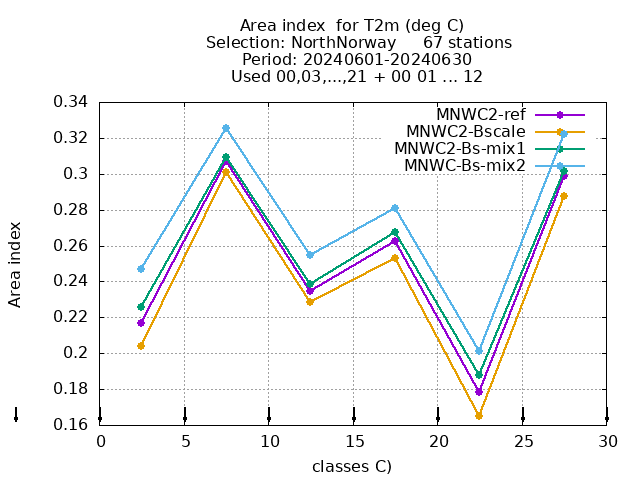 Area index  for T2m (deg C)
Selection: NorthNorway     67 stations
Period: 20240601-20240630
Used 00,03,...,21 + 00 01 ... 12
MNWC2-ref
MNWC2-Bscale
MNWC2-Bs-mix1
MNWC-Bs-mix2
0.34
0.32
0.3
0.28
0.26
0.24
0.22
0.2
0.18
0.16
Area index
0 5 10 15 20 25 30
classes C)